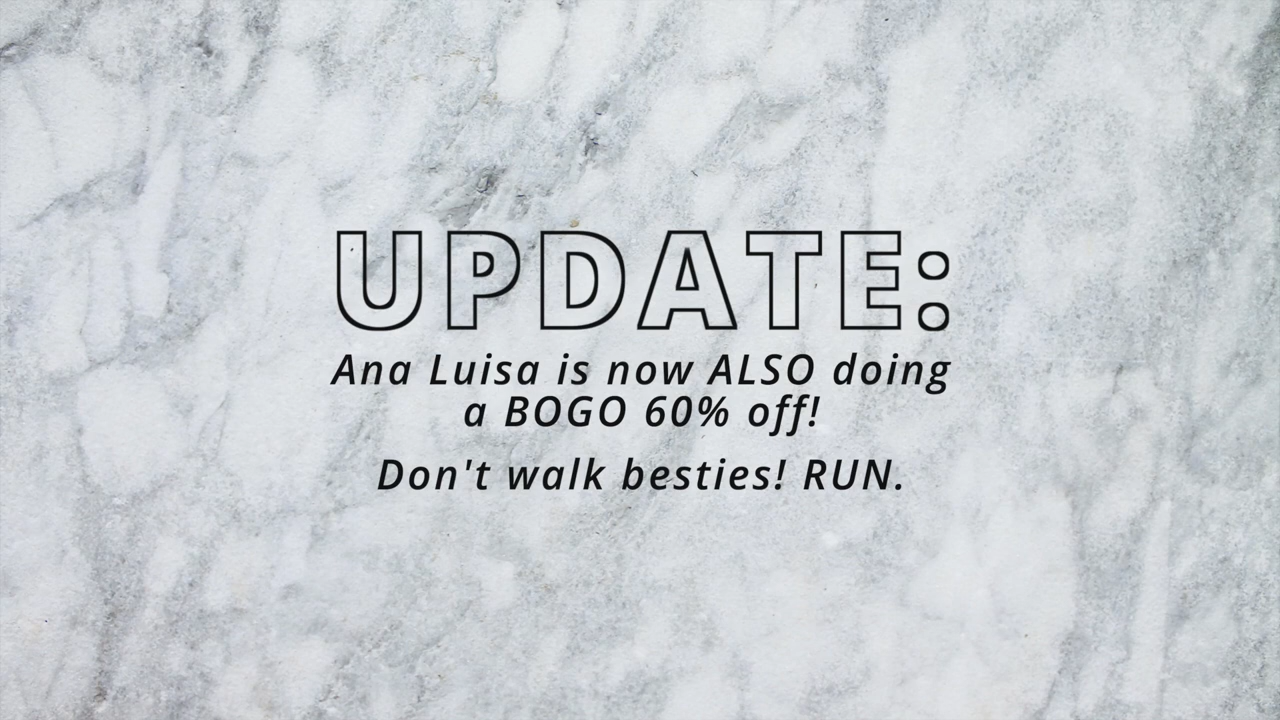 UPDATE:
Ana Luisa is now ALSO doing
a BOGO 60% off!
Don't walk besties! RUN.